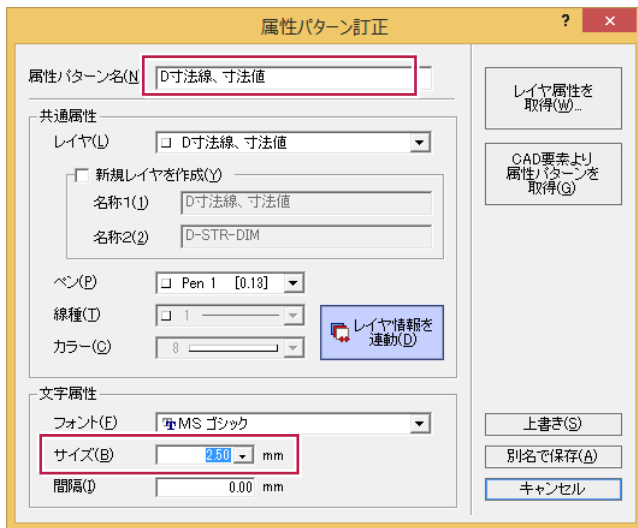 属性パターン訂正
? ×
属性パターン名(N D寸法線、寸法値
共通属性
レイヤ(L) D寸法線、寸法値
新規レイヤを作成(Y)
名称1(1) D寸法線、寸法値
名称2(2) D-STR-DIM
ペン(P) Pen 1 [0.13]
線種(T) 1
カラー(C) 8
レイヤ情報を
連動(D)
文字属性
フォント(F) MS ゴシック
サイズ(B) 2.50 mm
間隔(I) 0.00 mm
レイヤ属性を
取得(W)...
CAD要素より
属性パターンを
取得(G)
上書き(S)
別名で保存(A)
キャンセル